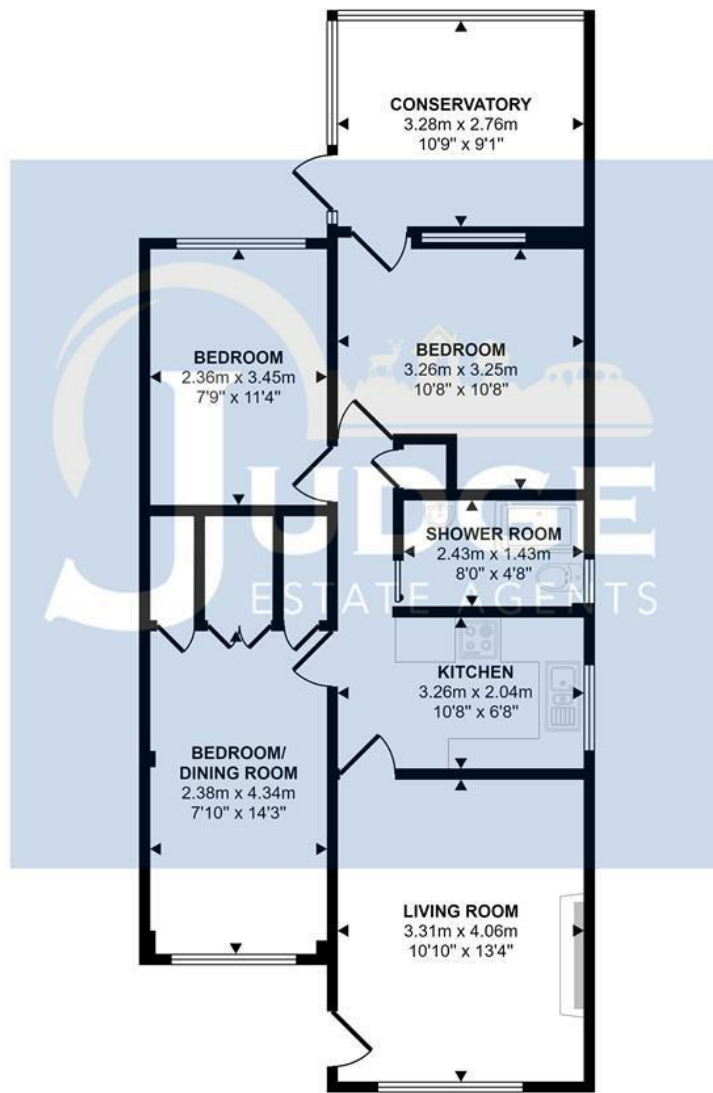 CONSERVATORY
3.28m x 2.76m
10'9" x 9'1"
BEDROOM
2.36m x 3.45m
7'9" x 11'4"
BEDROOM
3.26m x 3.25m
10'8" x 10'8"
JUDGE
ESTATE AGENTS
SHOWER ROOM
2.43m x 1.43m
8'0" x 4'8"
KITCHEN
3.26m x 2.04m
10'8" x 6'8"
BEDROOM/
DINING ROOM
2.38m x 4.34m
7'10" x 14'3"
LIVING ROOM
3.31m x 4.06m
10'10" x 13'4"